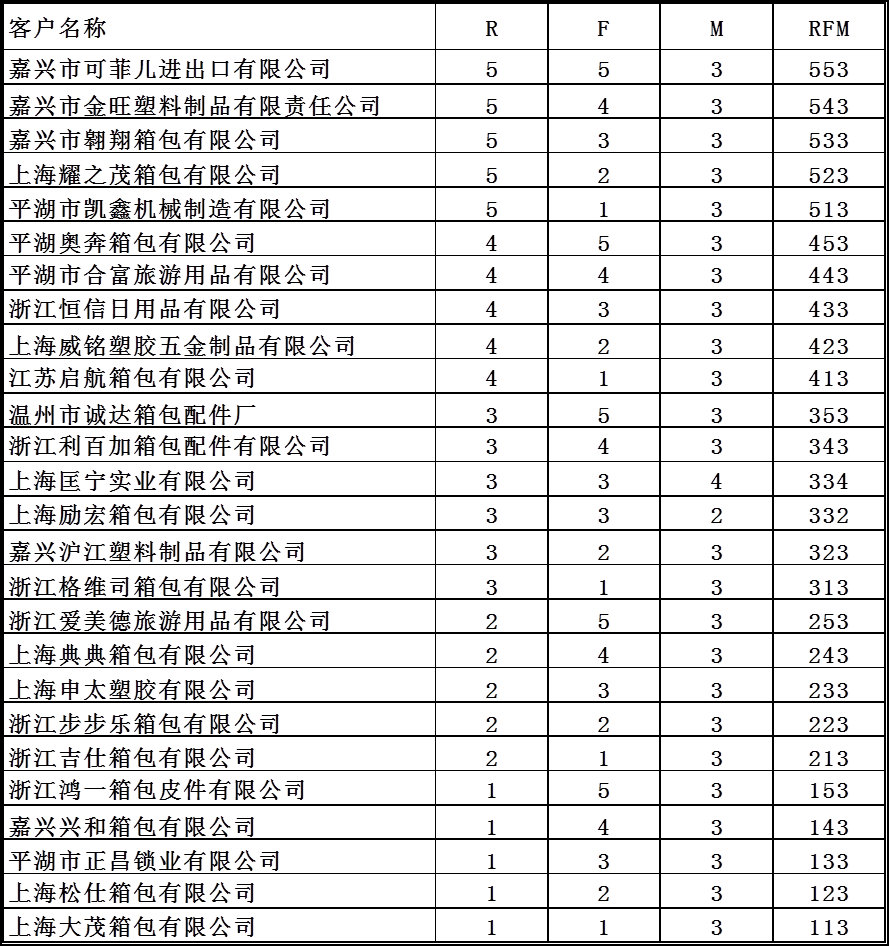 客户名称 R F M RFM
嘉兴市可菲儿进出口有限公司 5 5 3 553
嘉兴市金旺塑料制品有限责任公司 5 4 3 543
嘉兴市翱翔箱包有限公司 5 3 3 533
上海耀之茂箱包有限公司 5 2 3 523
平湖市凯鑫机械制造有限公司 5 1 3 513
平湖奥奔箱包有限公司 4 5 3 453
平湖市合富旅游用品有限公司 4 4 3 443
浙江恒信日用品有限公司 4 3 3 433
上海威铭塑胶五金制品有限公司 4 2 3 423
江苏启航箱包有限公司 4 1 3 413
温州市诚达箱包配件厂 3 5 3 353
浙江利百加箱包配件有限公司 3 4 3 343
上海匡宁实业有限公司 3 3 4 334
上海励宏箱包有限公司 3 3 2 332
嘉兴沪江塑料制品有限公司 3 2 3 323
浙江格维司箱包有限公司 3 1 3 313
浙江爱美德旅游用品有限公司 2 5 3 253
上海典典箱包有限公司 2 4 3 243
上海申太塑胶有限公司 2 3 3 233
浙江步步乐箱包有限公司 2 2 3 223
浙江吉仕箱包有限公司 2 1 3 213
浙江鸿一箱包皮件有限公司 1 5 3 153
嘉兴兴和箱包有限公司 1 4 3 143
平湖市正昌锁业有限公司 1 3 3 133
上海松仕箱包有限公司 1 2 3 123
上海大茂箱包有限公司 1 1 3 113